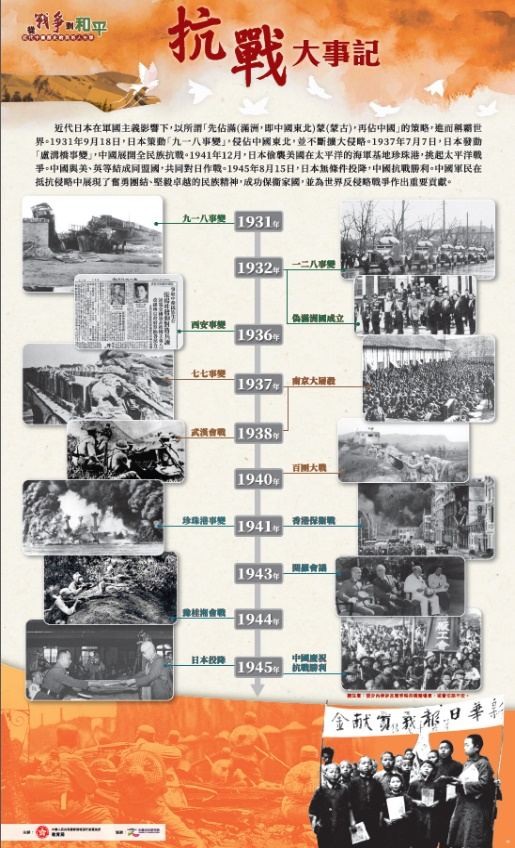 從戰爭到和平
抗戰大事記
近代日本在軍國主義影響下，以所謂「先佔滿(滿洲，即中國東北)蒙(蒙古)，再佔中國」的策略，進而稱霸世
界。1931年9月18日，日本策動「九一八事變」，侵佔中國東北，並不斷擴大侵略。1937年7月7日，日本發動
「盧溝橋事變」，中國展開全民族抗戰。1941年12月，日本偷襲美國在太平洋的海軍基地珍珠港，挑起太平洋戰
爭。中國與美、英等結成同盟國，共同對日作戰。1945年8月15日，日本無條件投降，中國抗戰勝利。中國軍民在
抵抗侵略中展現了奮勇團結、堅毅卓越的民族精神，成功保衛家國，並為世界反侵略戰爭作出重要貢獻。
九一八事變
1931年
1932年
一二八事變
偽滿洲國成立
西安事變
1936年
七七事變
1937年
南京大屠殺
武漢會戰
1938年
1940年
百團大戰
珍珠港事變
1941年
香港保衛戰
1943年
開羅會議
豫桂湘會戰
1944年
日本投降
1945年
中國慶祝
抗戰勝利
新華日報義賣献金
主辦：
教育局
協辦：